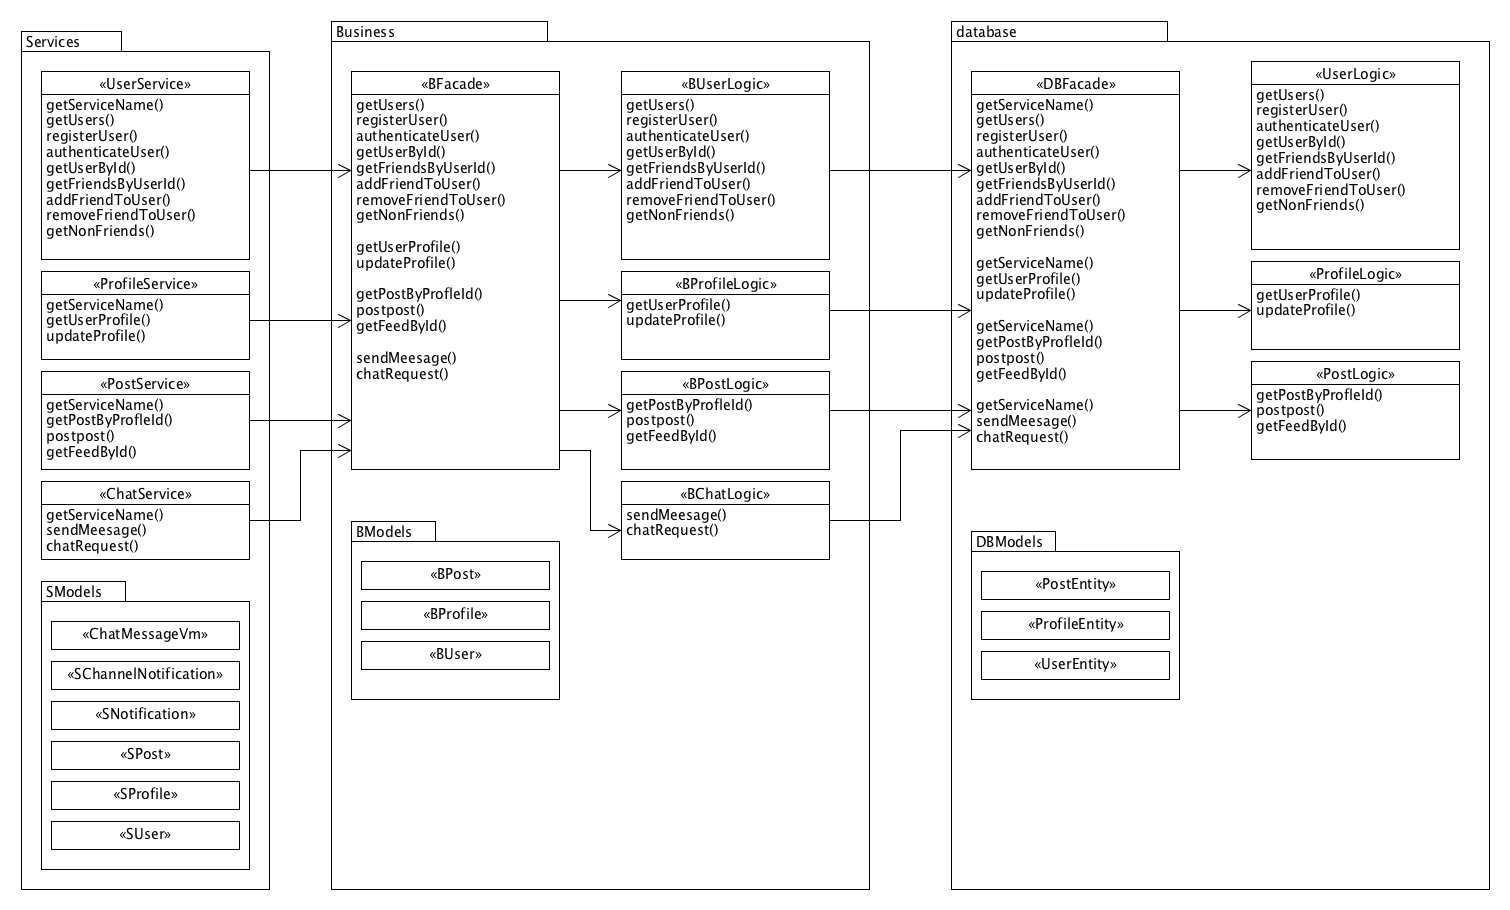 Services
«UserService»
getServiceName()
getUsers()
registerUser()
authenticateUser()
getUserById()
getFriendsByUserId()
addFriendToUser()
removeFriendToUser()
getNonFriends()
«ProfileService»
getServiceName()
getUserProfile()
updateProfile()
«PostService»
getServiceName()
getPostByProfleId()
postpost()
getFeedById()
«ChatService»
getServiceName()
sendMeesage()
chatRequest()
SModels
«ChatMessageVm»
«SChannelNotification»
«SNotification»
«SPost»
«SProfile»
«SUser»
Business
«BFacade»
getUsers()
registerUser()
authenticateUser()
getUserById()
getFriendsByUserId()
addFriendToUser()
removeFriendToUser()
getNonFriends()
getUserProfile()
updateProfile()
getPostByProfleId()
postpost()
getFeedById()
sendMeesage()
chatRequest()
BModels
«BPost»
«BProfile»
«BUser»
«BUserLogic»
getUsers()
registerUser()
authenticateUser()
getUserById()
getFriendsByUserId()
addFriendToUser()
removeFriendToUser()
getNonFriends()
«BProfileLogic»
getUserProfile()
updateProfile()
«BPostLogic»
getPostByProfleId()
postpost()
getFeedById()
«BChatLogic»
sendMeesage()
chatRequest()
database
«DBFacade»
getServiceName()
getUsers()
registerUser()
authenticateUser()
getUserById()
getFriendsByUserId()
addFriendToUser()
removeFriendToUser()
getNonFriends()
getServiceName()
getUserProfile()
updateProfile()
getServiceName()
getPostByProfleId()
postpost()
getFeedById()
getServiceName()
sendMeesage()
chatRequest()
DBModels
«PostEntity»
«ProfileEntity»
«UserEntity»
«UserLogic»
getUsers()
registerUser()
authenticateUser()
getUserById()
getFriendsByUserId()
addFriendToUser()
removeFriendToUser()
getNonFriends()
«ProfileLogic»
getUserProfile()
updateProfile()
«PostLogic»
getPostByProfleId()
postpost()
getFeedById()